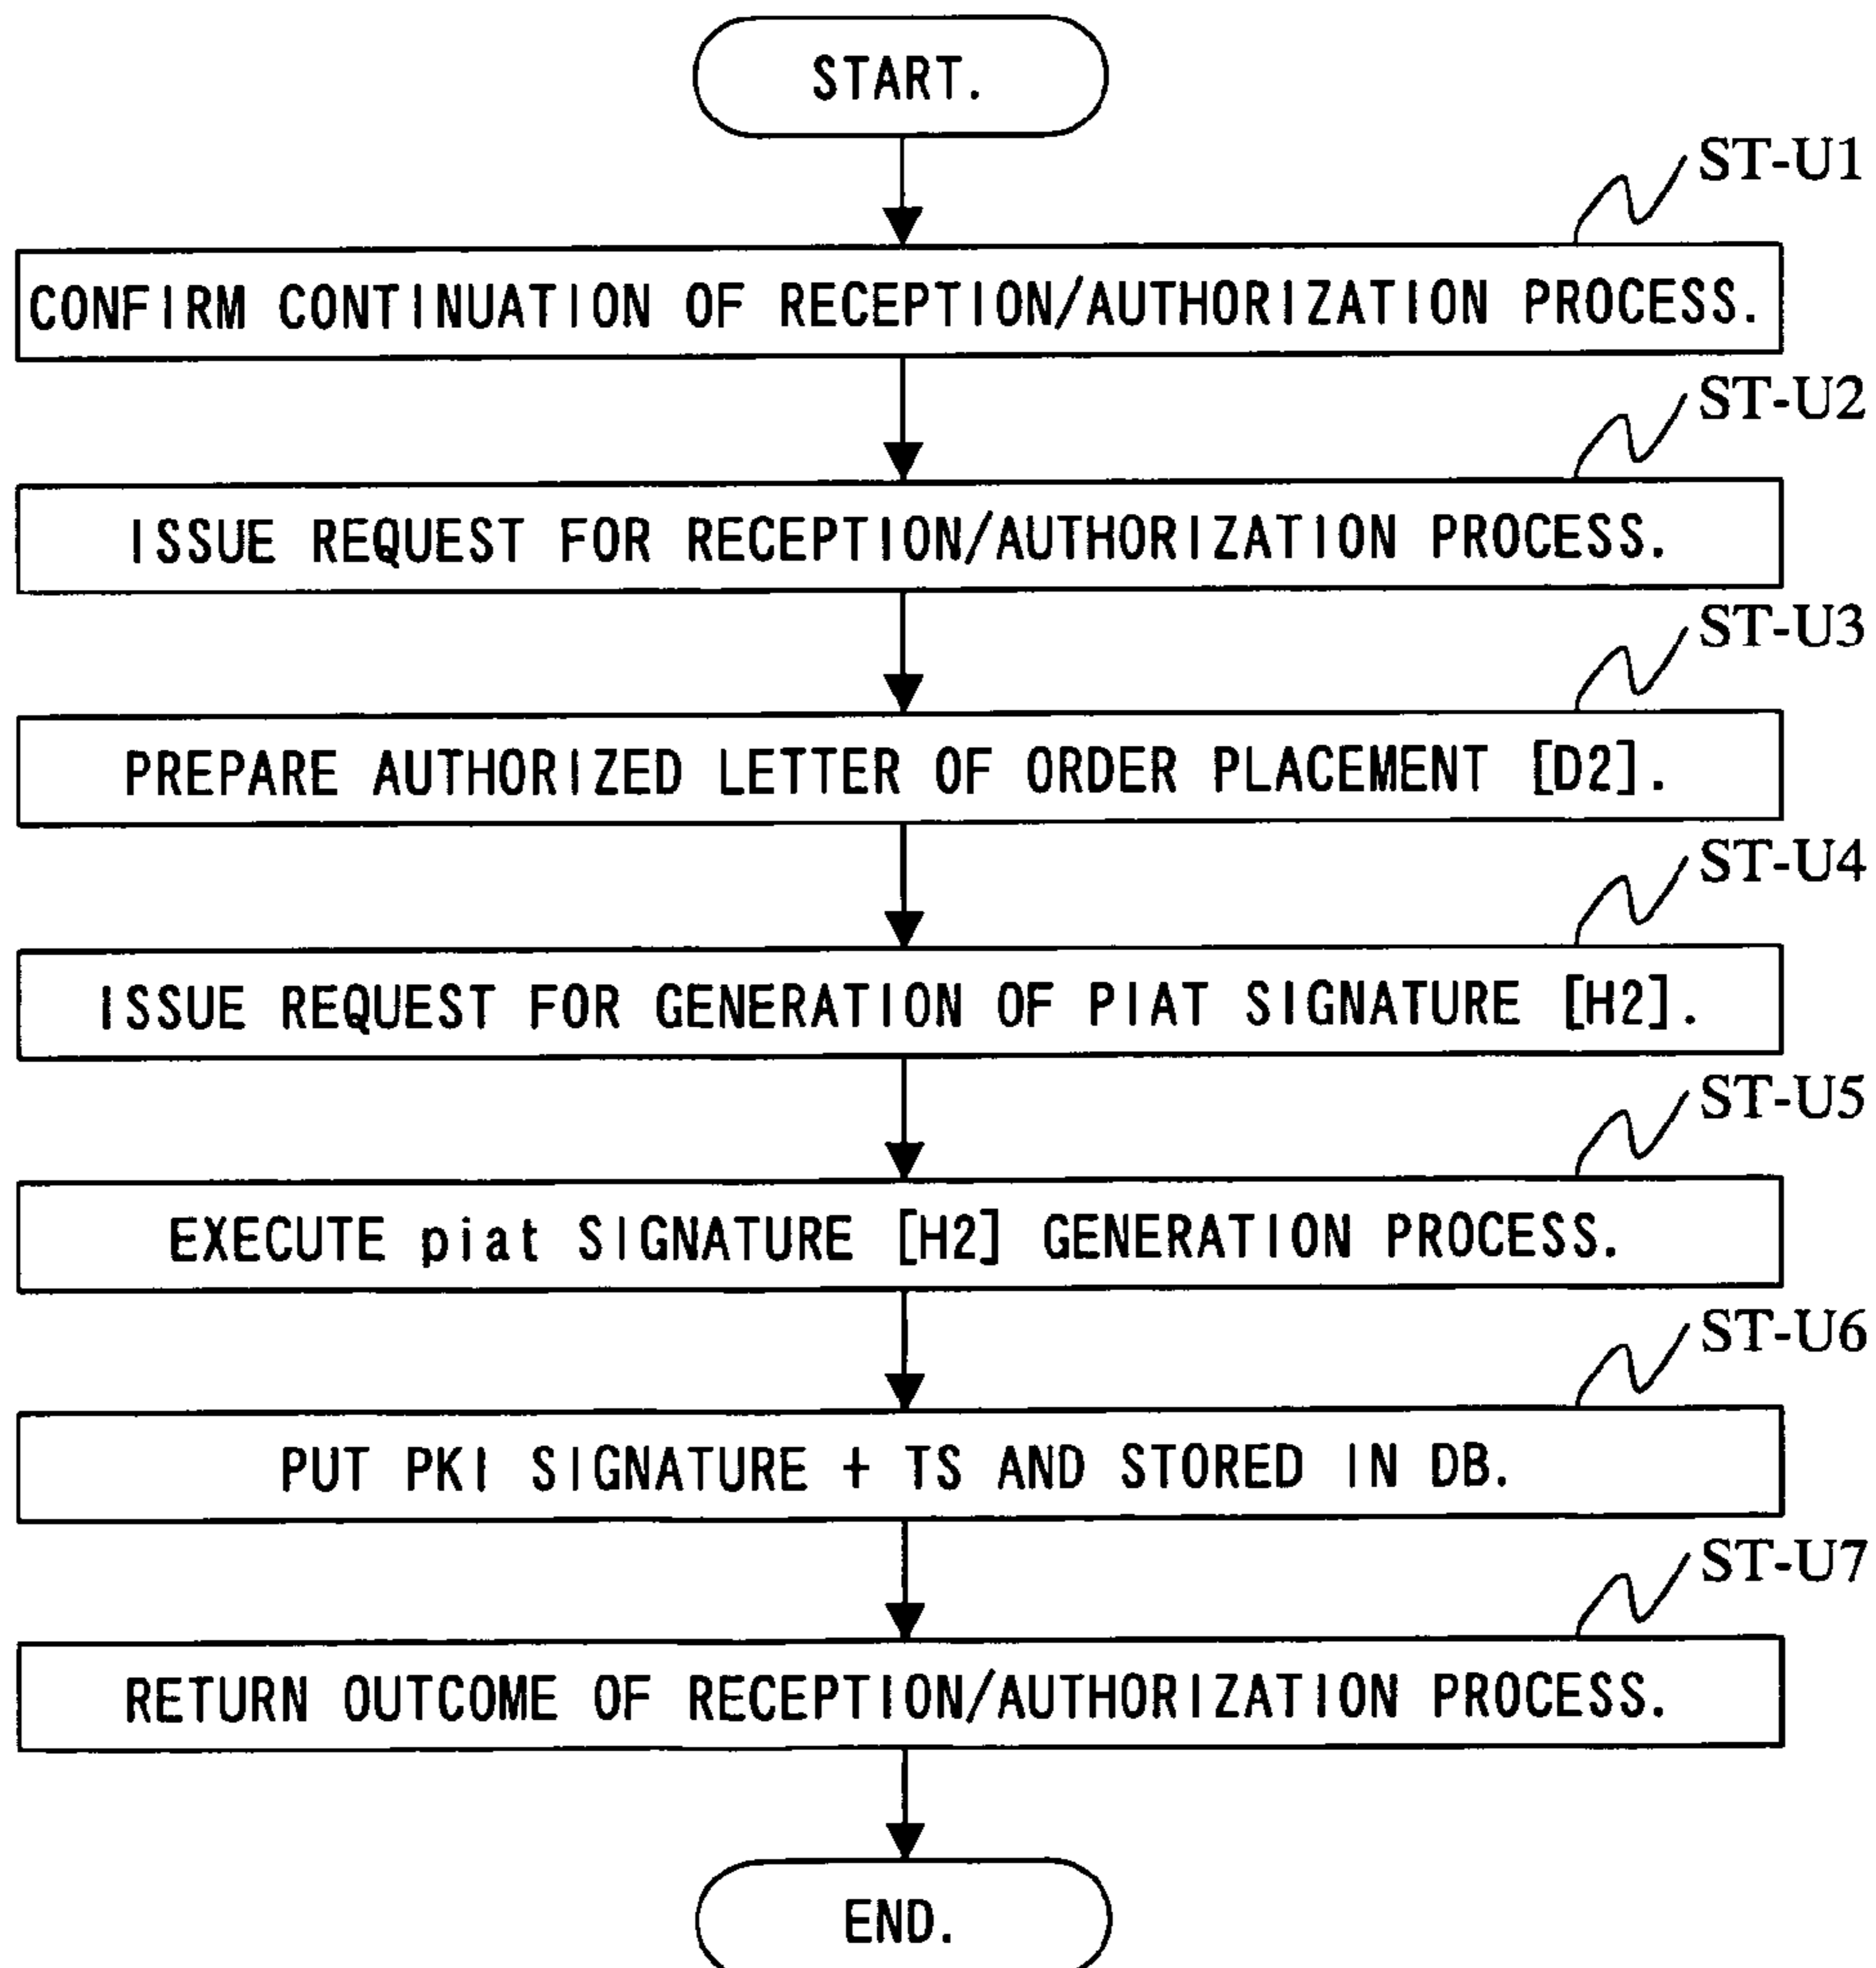 START.
ST-U1
CONFIRM CONTINUATION OF RECEPTION/AUTHORIZATION PROCESS.
ST-U2
ISSUE REQUEST FOR RECEPTION/AUTHORIZATION PROCESS.
ST-U3
PREPARE AUTHORIZED LETTER OF ORDER PLACEMENT [D2].
ST-U4
ISSUE REQUEST FOR GENERATION OF PIAT SIGNATURE [H2].
ST-U5
EXECUTE piat SIGNATURE [H2] GENERATION PROCESS.
ST-U6
PUT PKI SIGNATURE + TS AND STORED IN DB.
ST-U7
RETURN OUTCOME OF RECEPTION/AUTHORIZATION PROCESS.
END.